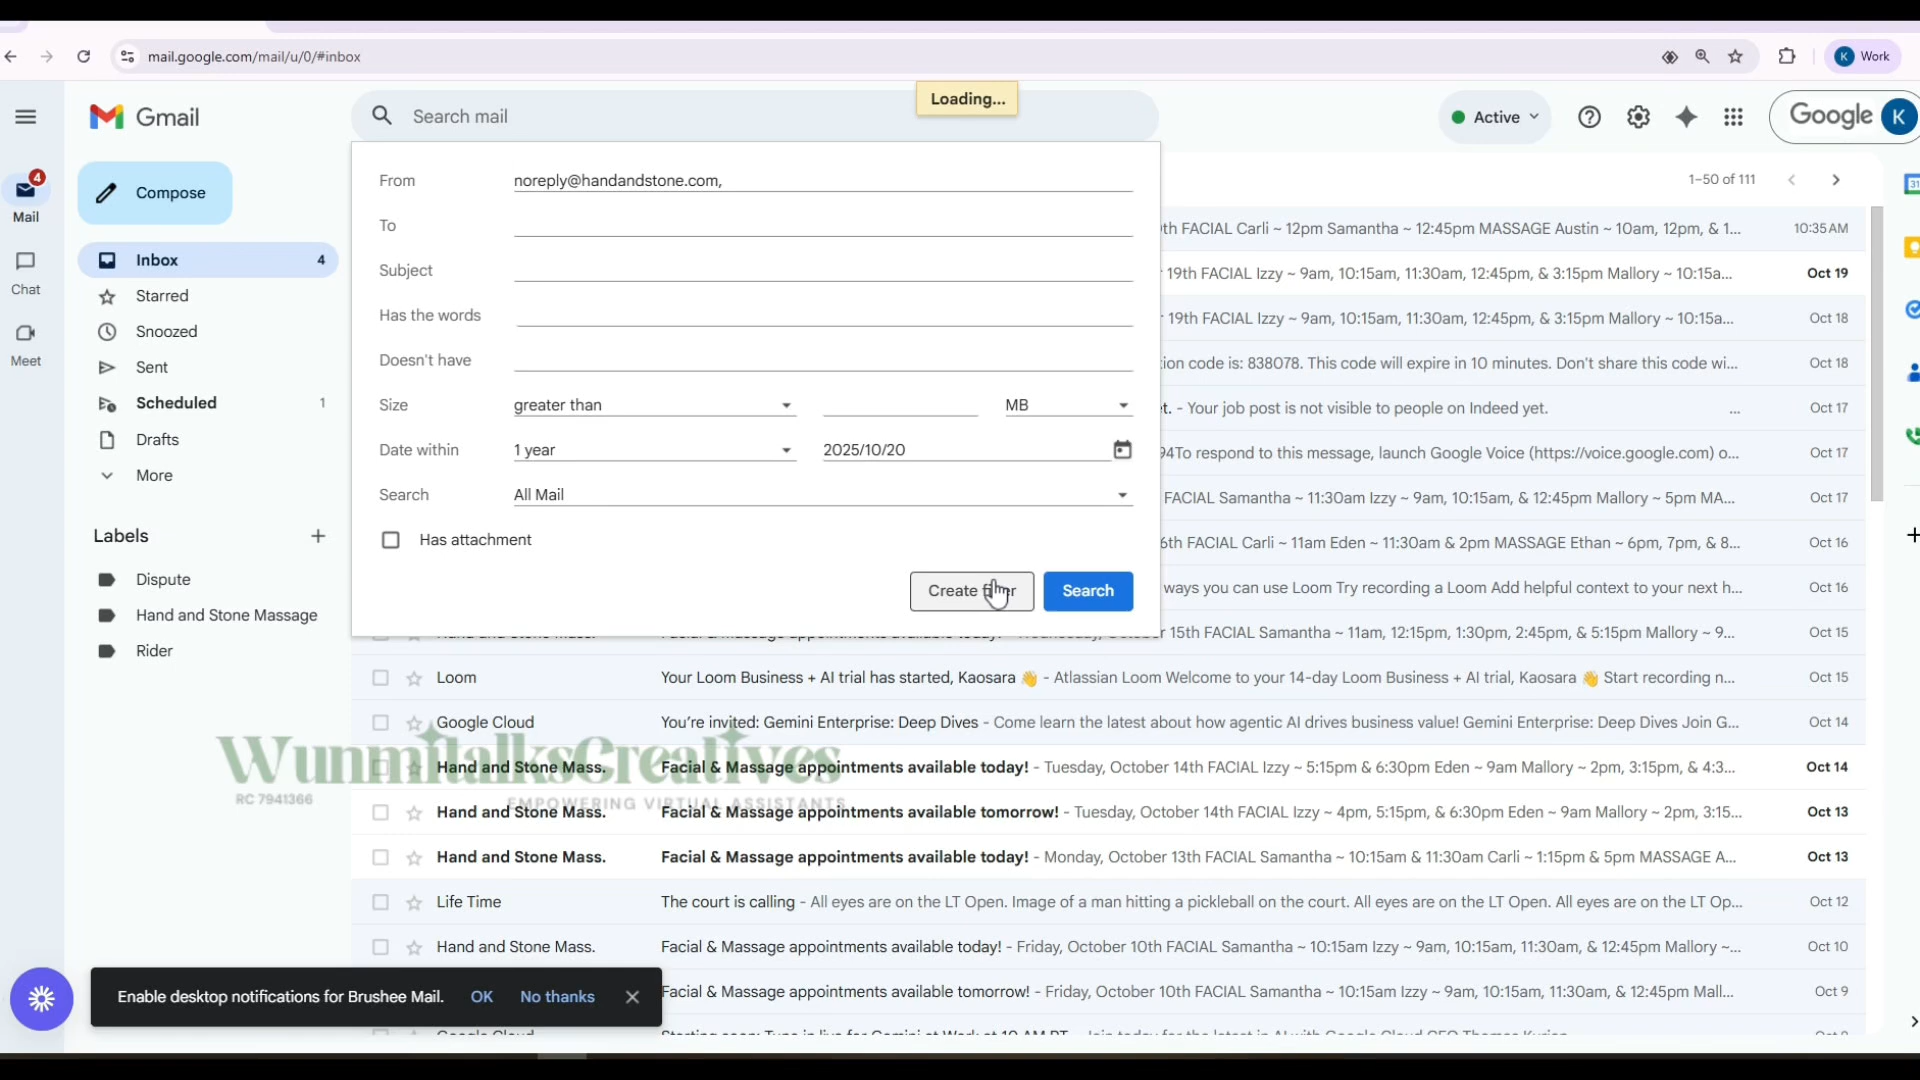 mail.google.com/mail/u/0/#inbox
K Work
Loading...
Gmail
Search mail
Active
Google K
4
Mail
Chat
Meet
Compose
Inbox 4
Starred
Snoozed
Sent
Scheduled 1
Drafts
More
Labels
Dispute
Hand and Stone Massage
Rider
From noreply@handandstone.com,
To
Subject
Has the words
Doesn't have
Size greater than MB
Date within 1 year 2025/10/20
Search All Mail
Has attachment
Create Search
1-50 of 111
31
th FACIAL Carli ~ 12pm Samantha ~ 12:45pm MASSAGE Austin ~ 10am, 12pm, & 1... 10:35 AM
19th FACIAL Izzy ~ 9am, 10:15am, 11:30am, 12:45pm, & 3:15pm Mallory ~ 10:15a... Oct 19
19th FACIAL Izzy ~ 9am, 10:15am, 11:30am, 12:45pm, & 3:15pm Mallory ~ 10:15a... Oct 18
ion code is: 838078. This code will expire in 10 minutes. Don't share this code wi... Oct 18
t. - Your job post is not visible to people on Indeed yet. ... Oct 17
94To respond to this message, launch Google Voice (https://voice.google.com) o... Oct 17
FACIAL Samantha ~ 11:30am Izzy ~ 9am, 10:15am, & 12:45pm Mallory ~ 5pm MA... Oct 17
6th FACIAL Carli ~ 11am Eden ~ 11:30am & 2pm MASSAGE Ethan ~ 6pm, 7pm, & 8... Oct 16
ways you can use Loom Try recording a Loom Add helpful context to your next h... Oct 16
15th FACIAL Samantha ~ 11am, 12:15pm, 1:30pm, 2:45pm, & 5:15pm Mallory ~ 9... Oct 15
Loom Your Loom Business + AI trial has started, Kaosara 👋 - Atlassian Loom Welcome to your 14-day Loom Business + AI trial, Kaosara 👋 Start recording n... Oct 15
Google Cloud You're invited: Gemini Enterprise: Deep Dives - Come learn the latest about how agentic AI drives business value! Gemini Enterprise: Deep Dives Join G... Oct 14
WunmitalksCreatives
Hand and Stone Mass. Facial & Massage appointments available today! - Tuesday, October 14th FACIAL Izzy ~ 5:15pm & 6:30pm Eden ~ 9am Mallory ~ 2pm, 3:15pm, & 4:3... Oct 14
RC 7941366
EMPOWERING VIRTUAL ASSISTANTS
Hand and Stone Mass. Facial & Massage appointments available tomorrow! - Tuesday, October 14th FACIAL Izzy ~ 4pm, 5:15pm, & 6:30pm Eden ~ 9am Mallory ~ 2pm, 3:15... Oct 13
Hand and Stone Mass. Facial & Massage appointments available today! - Monday, October 13th FACIAL Samantha ~ 10:15am & 11:30am Carli ~ 1:15pm & 5pm MASSAGE A... Oct 13
Life Time The court is calling - All eyes are on the LT Open. Image of a man hitting a pickleball on the court. All eyes are on the LT Open. All eyes are on the LT Op... Oct 12
Hand and Stone Mass. Facial & Massage appointments available today! - Friday, October 10th FACIAL Samantha ~ 10:15am Izzy ~ 9am, 10:15am, 11:30am, & 12:45pm Mallory ~... Oct 10
Facial & Massage appointments available tomorrow! - Friday, October 10th FACIAL Samantha ~ 10:15am Izzy ~ 9am, 10:15am, 11:30am, & 12:45pm Mall... Oct 9
Enable desktop notifications for Brushee Mail. OK No thanks